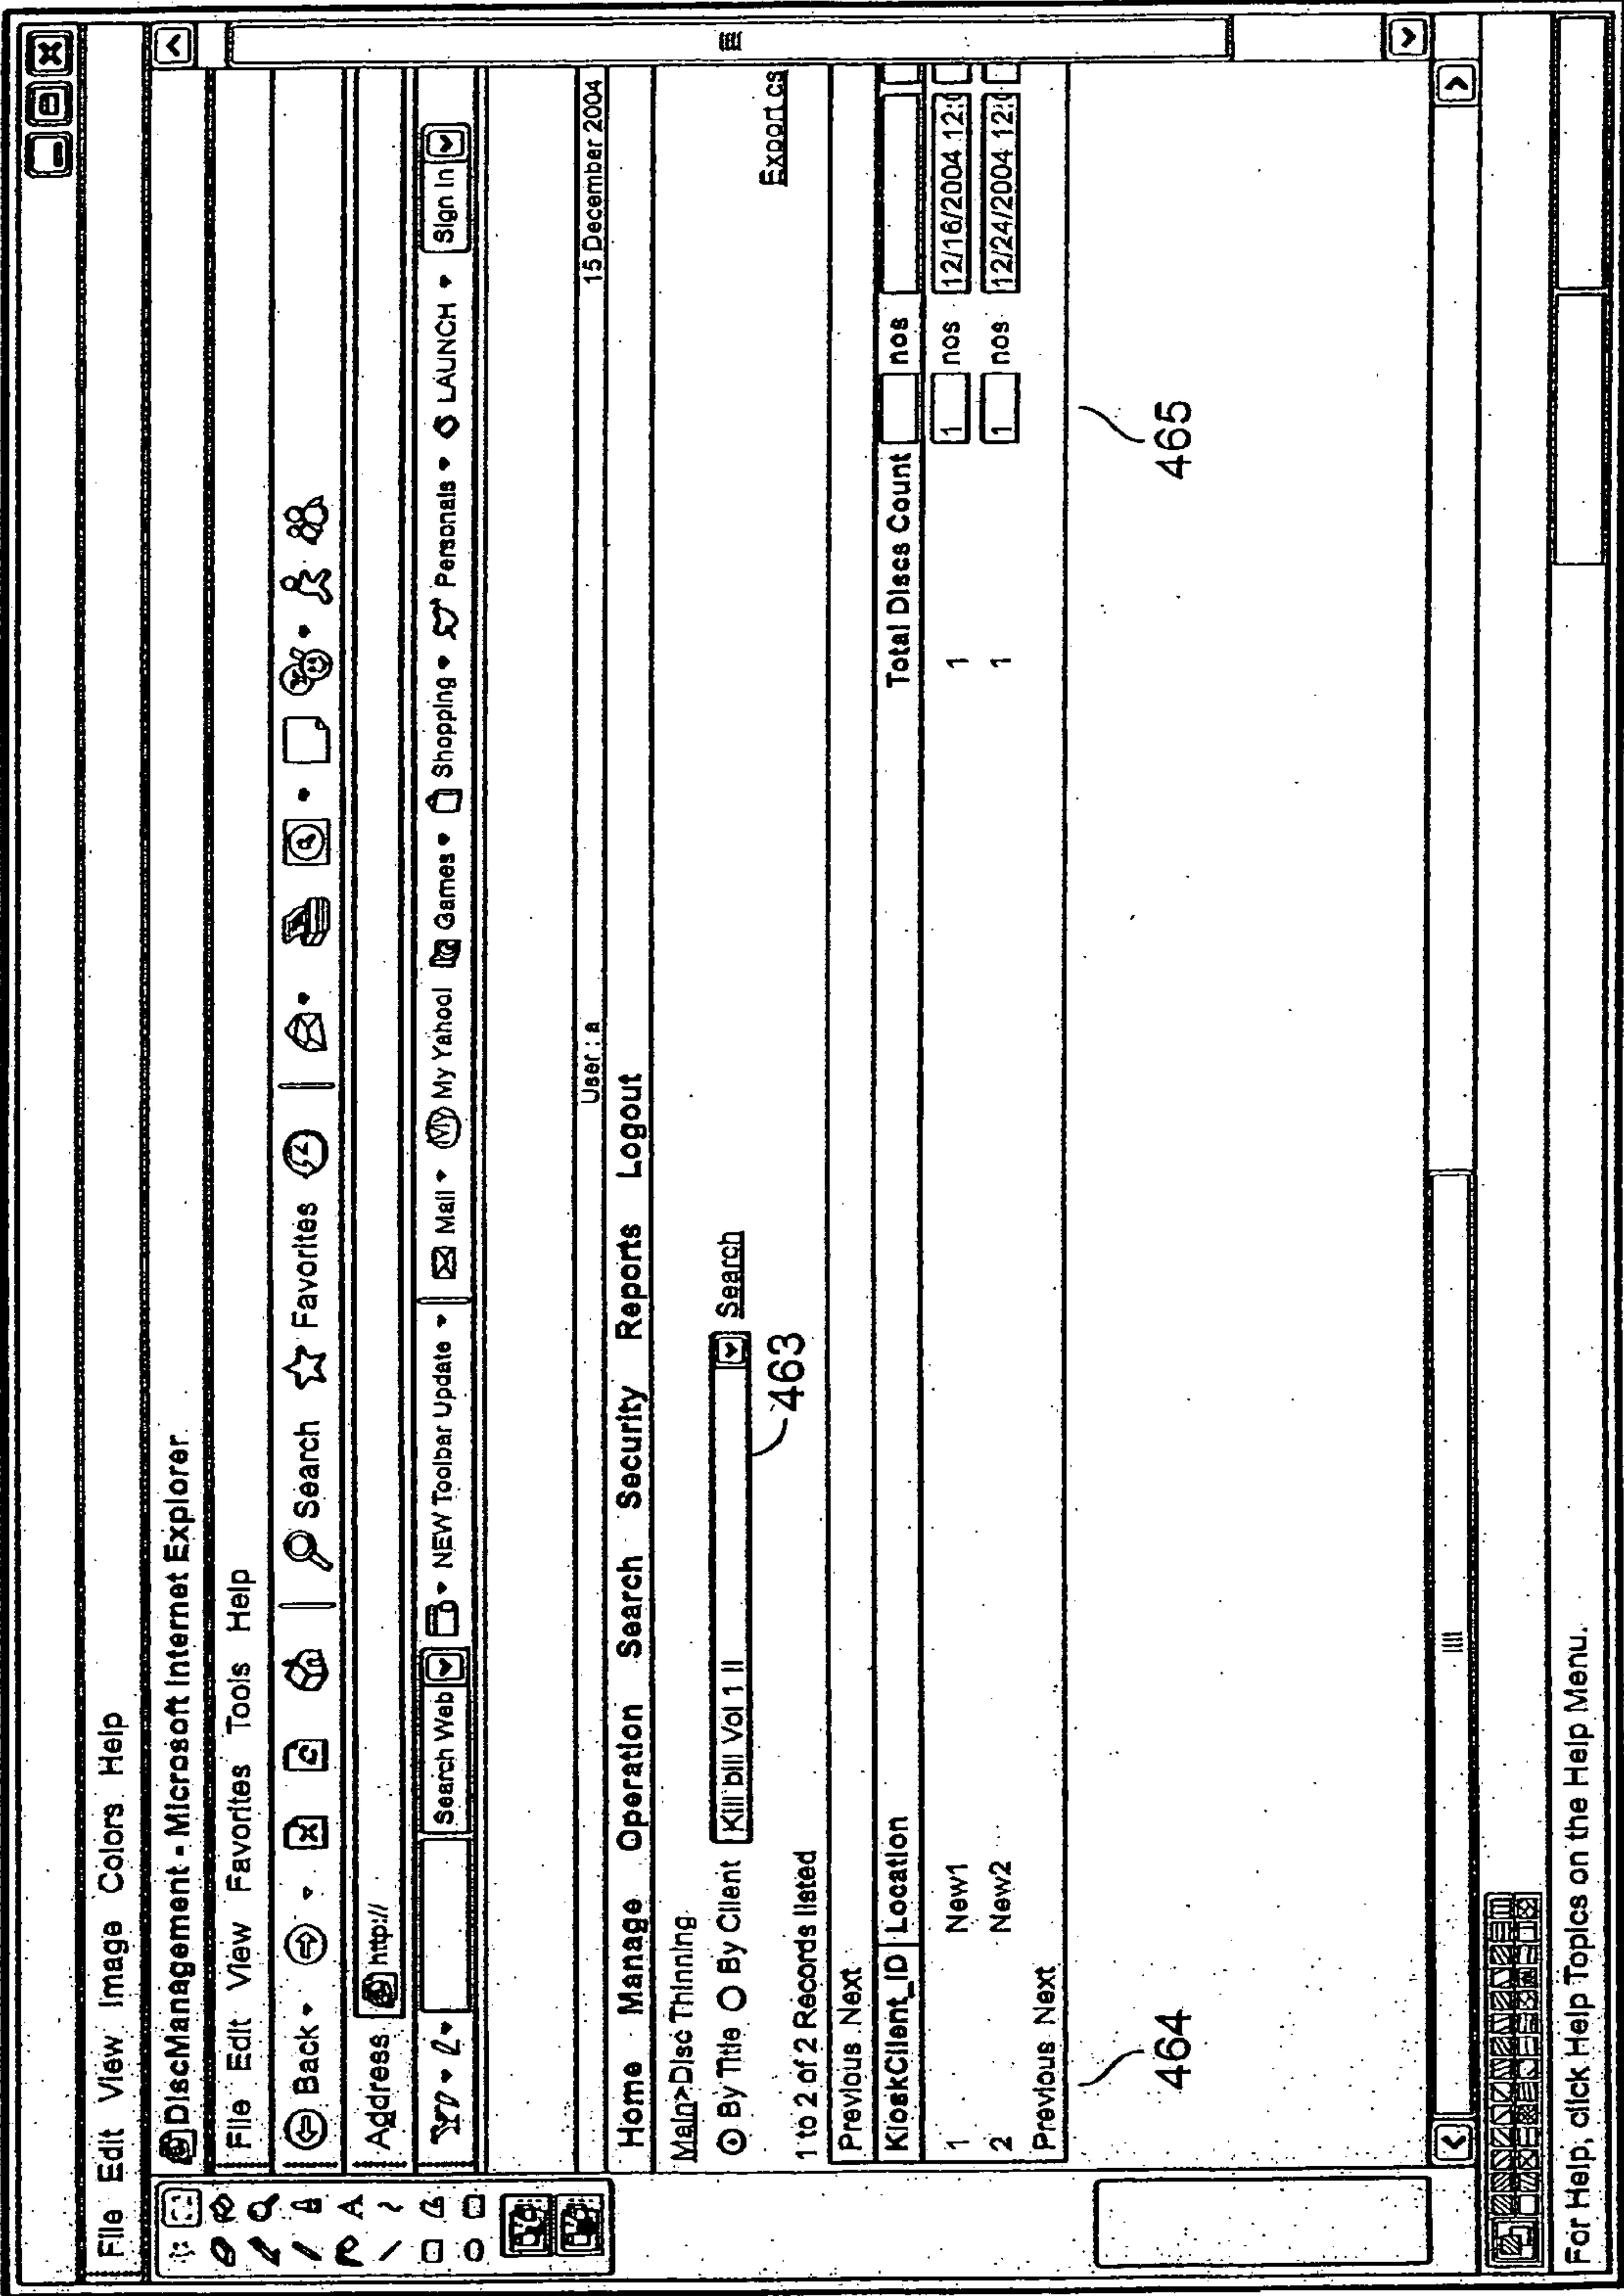 File Edit View Image Colors Help
DiscManagement - Microsoft Internet Explorer
File Edit View Favorites Tools Help
Back Search Favorites
Address http://
Search Web NEW Toolbar Update Mail My Yahoo! Games Shopping Personals LAUNCH Sign In
User : a 15 December 2004
Home Manage Operation Search Security Reports Logout
Main>Disc Thinning
By Title By Client Kill bill Vol 1 II Search
463
Export cs
1 to 2 of 2 Records listed
Previous Next
KioskClient_ID Location Total Discs Count nos
1 New1 1 1 nos 12/16/2004 12:0
2 New2 1 1 nos 12/24/2004 12:0
Previous Next
464 465
For Help, click Help Topics on the Help Menu.